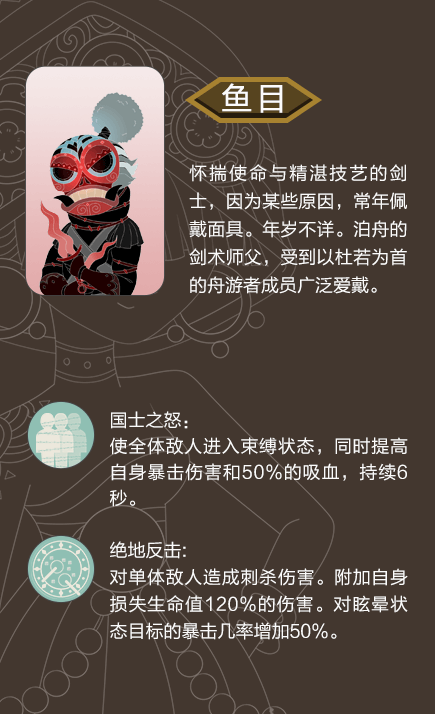 鱼目
怀揣使命与精湛技艺的剑
士，因为某些原因，常年佩
戴面具。年岁不详。泊舟的
剑术师父，受到以杜若为首
的舟游者成员广泛爱戴。
国士之怒：
使全体敌人进入束缚状态，同时提高
自身暴击伤害和50%的吸血，持续6
秒。
绝地反击:
对单体敌人造成刺杀伤害。附加自身
损失生命值120%的伤害。对眩晕状
态目标的暴击几率增加50%。